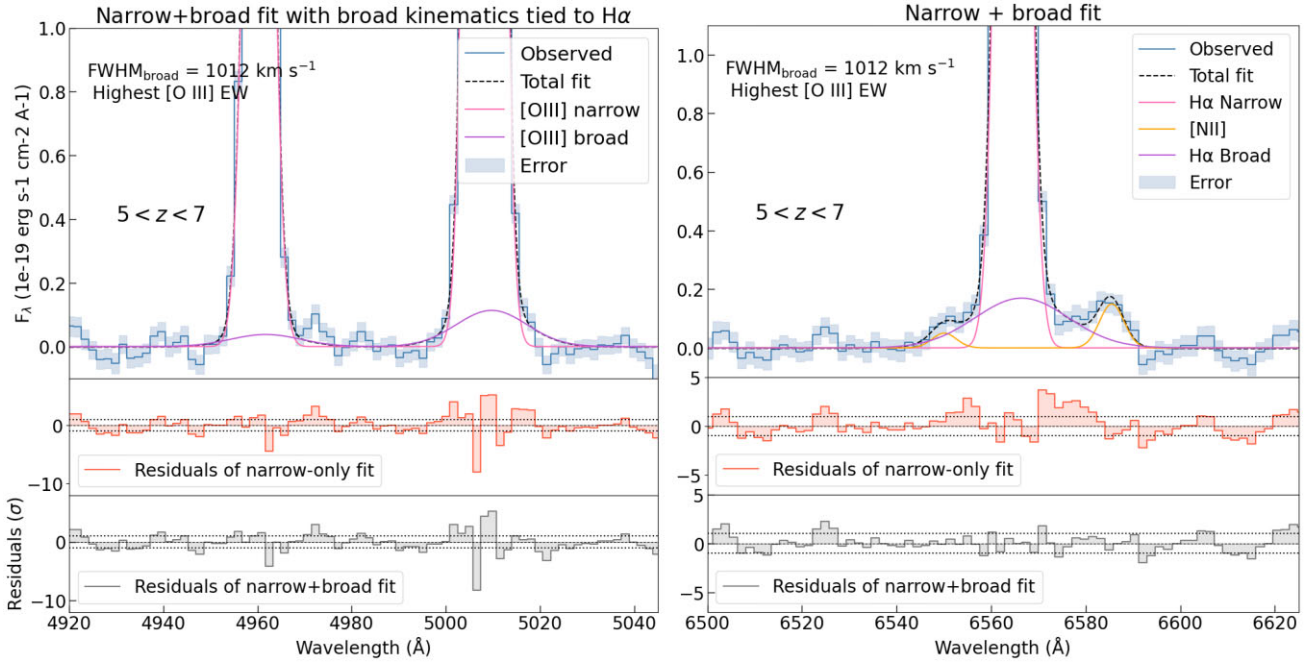 Narrow+broad fit with broad kinematics tied to Hα
FWHM_broad = 1012 km s⁻¹
Highest [O III] EW
5 < z < 7
Observed
Total fit
[OIII] narrow
[OIII] broad
Error
F_λ (1e-19 erg s-1 cm-2 A-1)
1.0
0.8
0.6
0.4
0.2
0.0
0
−10
Residuals of narrow-only fit
0
−10
Residuals of narrow+broad fit
Residuals (σ)
4920 4940 4960 4980 5000 5020 5040
Wavelength (Å)
Narrow + broad fit
FWHM_broad = 1012 km s⁻¹
Highest [O III] EW
5 < z < 7
Observed
Total fit
Hα Narrow
[NII]
Hα Broad
Error
1.0
0.8
0.6
0.4
0.2
0.0
5
0
−5
Residuals of narrow-only fit
5
0
−5
Residuals of narrow+broad fit
6500 6520 6540 6560 6580 6600 6620
Wavelength (Å)